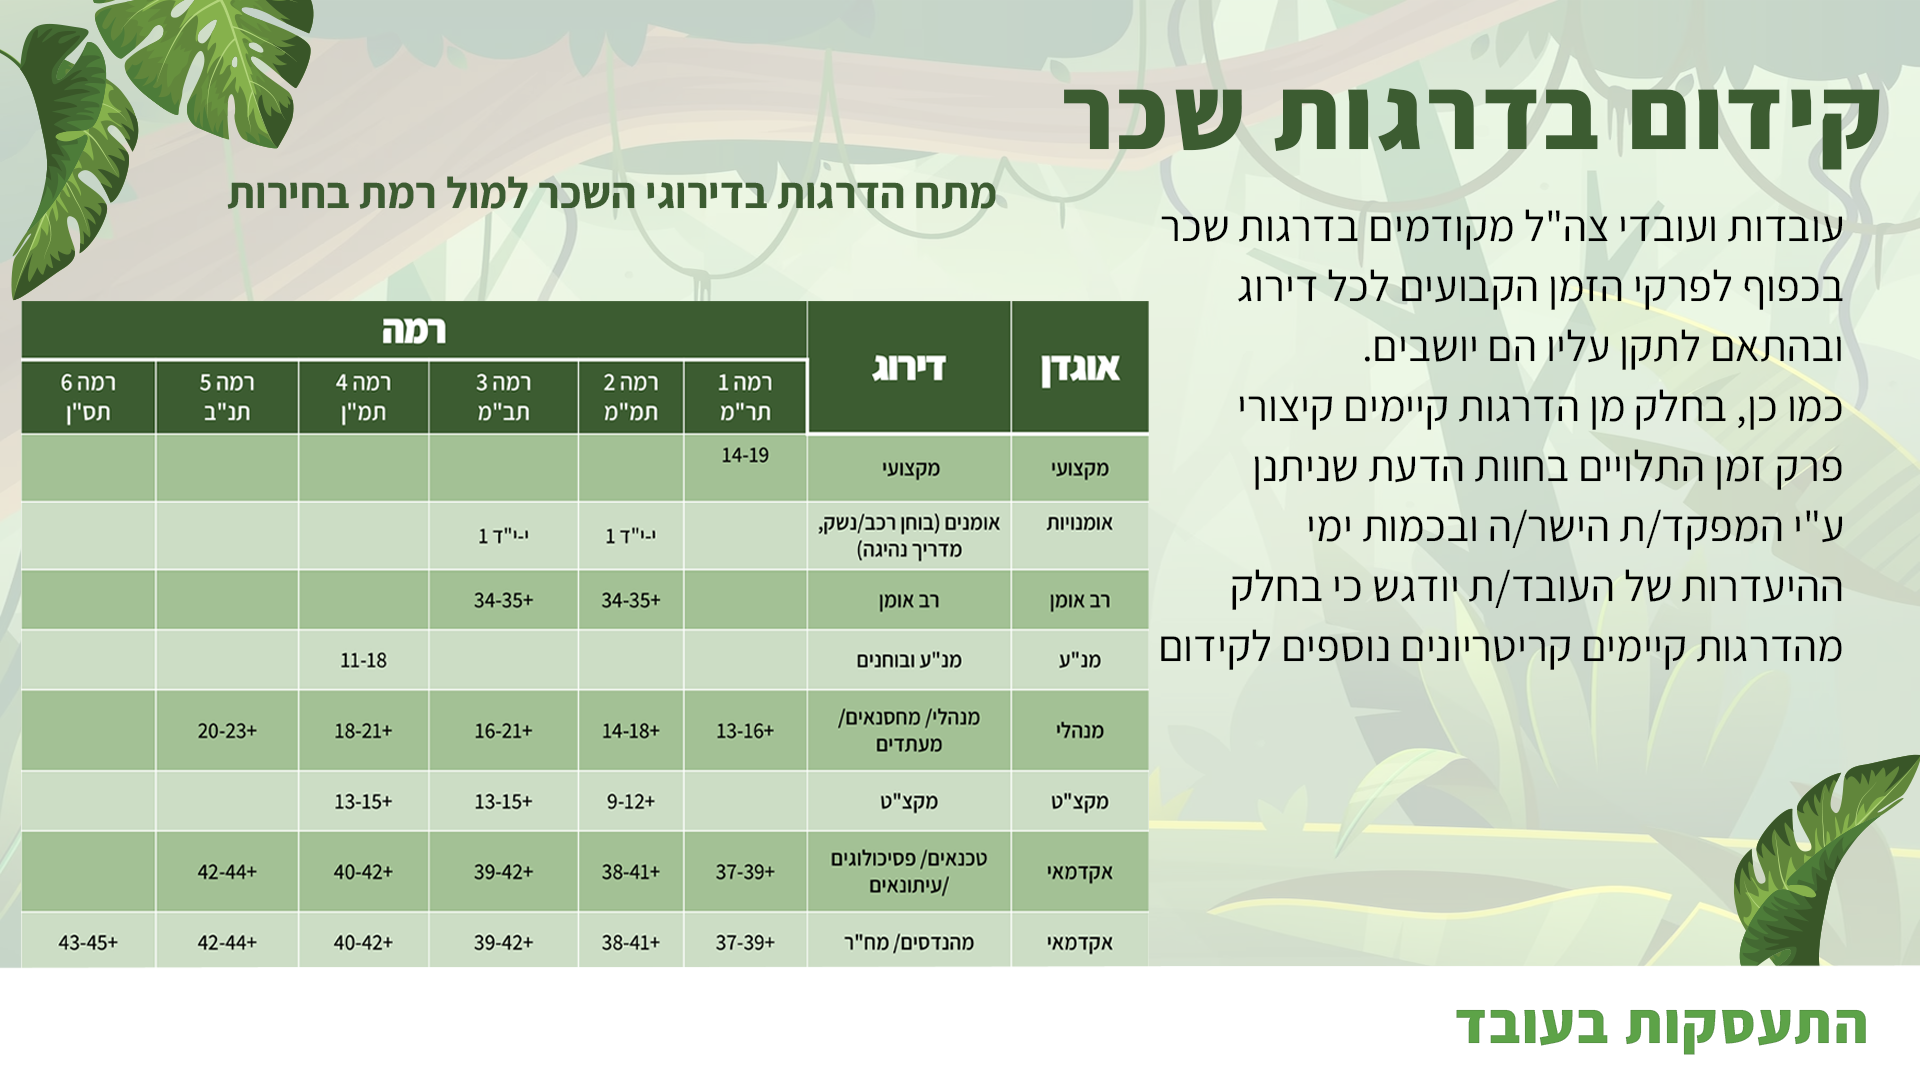 קידום בדרגות שכר
עובדות ועובדי צה"ל מקודמים בדרגות שכר
בכפוף לפרקי הזמן הקבועים לכל דירוג
ובהתאם לתקן עליו הם יושבים.
כמו כן, בחלק מן הדרגות קיימים קיצורי
פרק זמן התלויים בחוות הדעת שניתנן
ע"י המפקד/ת הישר/ה ובכמות ימי
ההיעדרות של העובד/ת יודגש כי בחלק
מהדרגות קיימים קריטריונים נוספים לקידום
מתח הדרגות בדירוגי השכר למול רמת בחירות
אוגדן דירוג רמה
רמה 1 רמה 2 רמה 3 רמה 4 רמה 5 רמה 6
תר"מ תמ"מ תב"מ תמ"ן תנ"ב תס"ן
מקצועי מקצועי 14-19
אומנויות אומנים (בוחן רכב/נשק, י-י"ד 1 י-י"ד 1
מדריך נהיגה)
רב אומן רב אומן 34-35+ 34-35+
מנ"ע מנ"ע ובוחנים 11-18
מנהלי מנהלי/ מחסנאים/ 13-16+ 14-18+ 16-21+ 18-21+ 20-23+
מעתדים
מקצ"ט מקצ"ט 9-12+ 13-15+ 13-15+
אקדמאי טכנאים/ פסיכולוגים 37-39+ 38-41+ 39-42+ 40-42+ 42-44+
/עיתונאים
אקדמאי מהנדסים/ מח"ר 37-39+ 38-41+ 39-42+ 40-42+ 42-44+ 43-45+
התעסקות בעובד